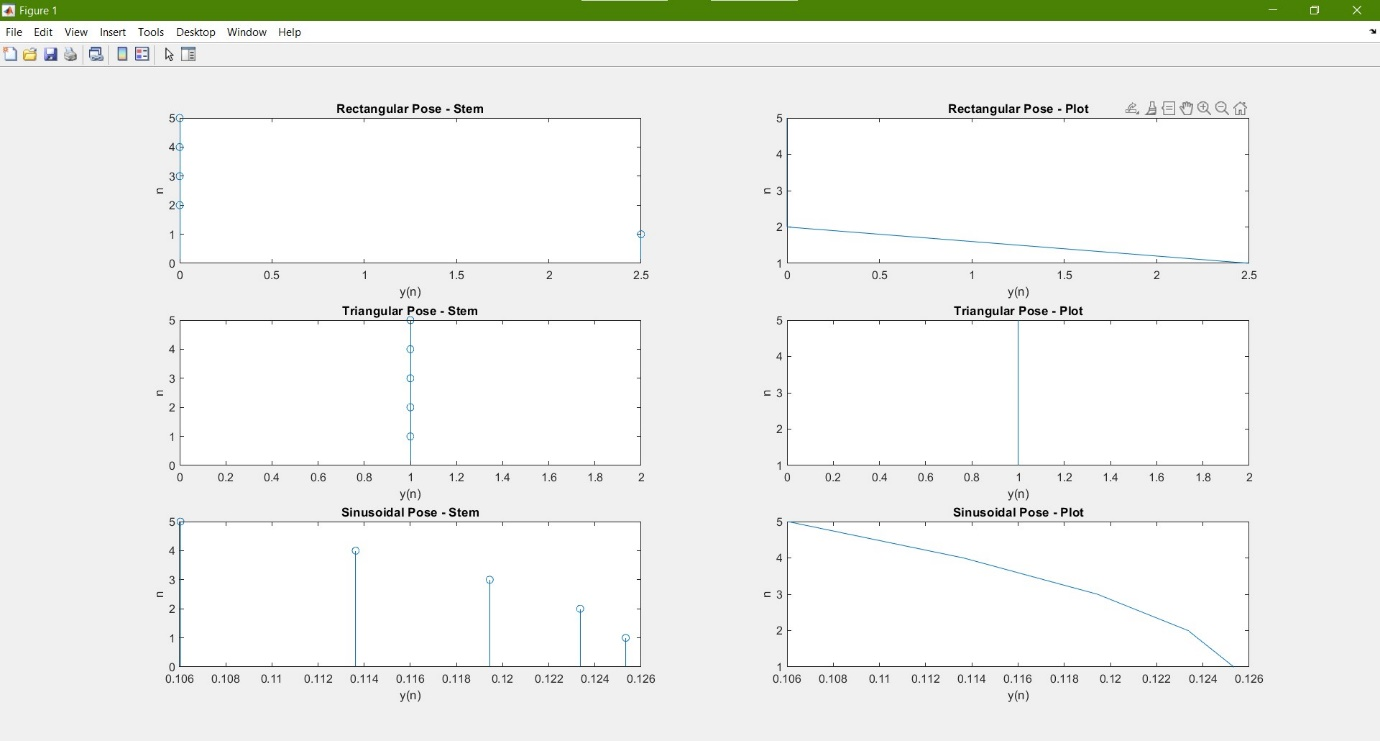 Figure 1
File Edit View Insert Tools Desktop Window Help
Rectangular Pose - Stem
5
4
3
2
1
0
n
0 0.5 1 1.5 2 2.5
y(n)
Rectangular Pose - Plot
5
4
3
2
1
n
0 0.5 1 1.5 2 2.5
y(n)
Triangular Pose - Stem
5
4
3
2
1
0
n
0 0.2 0.4 0.6 0.8 1 1.2 1.4 1.6 1.8 2
y(n)
Triangular Pose - Plot
5
4
3
2
1
n
0 0.2 0.4 0.6 0.8 1 1.2 1.4 1.6 1.8 2
y(n)
Sinusoidal Pose - Stem
5
4
3
2
1
0
n
0.106 0.108 0.11 0.112 0.114 0.116 0.118 0.12 0.122 0.124 0.126
y(n)
Sinusoidal Pose - Plot
5
4
3
2
1
n
0.106 0.108 0.11 0.112 0.114 0.116 0.118 0.12 0.122 0.124 0.126
y(n)